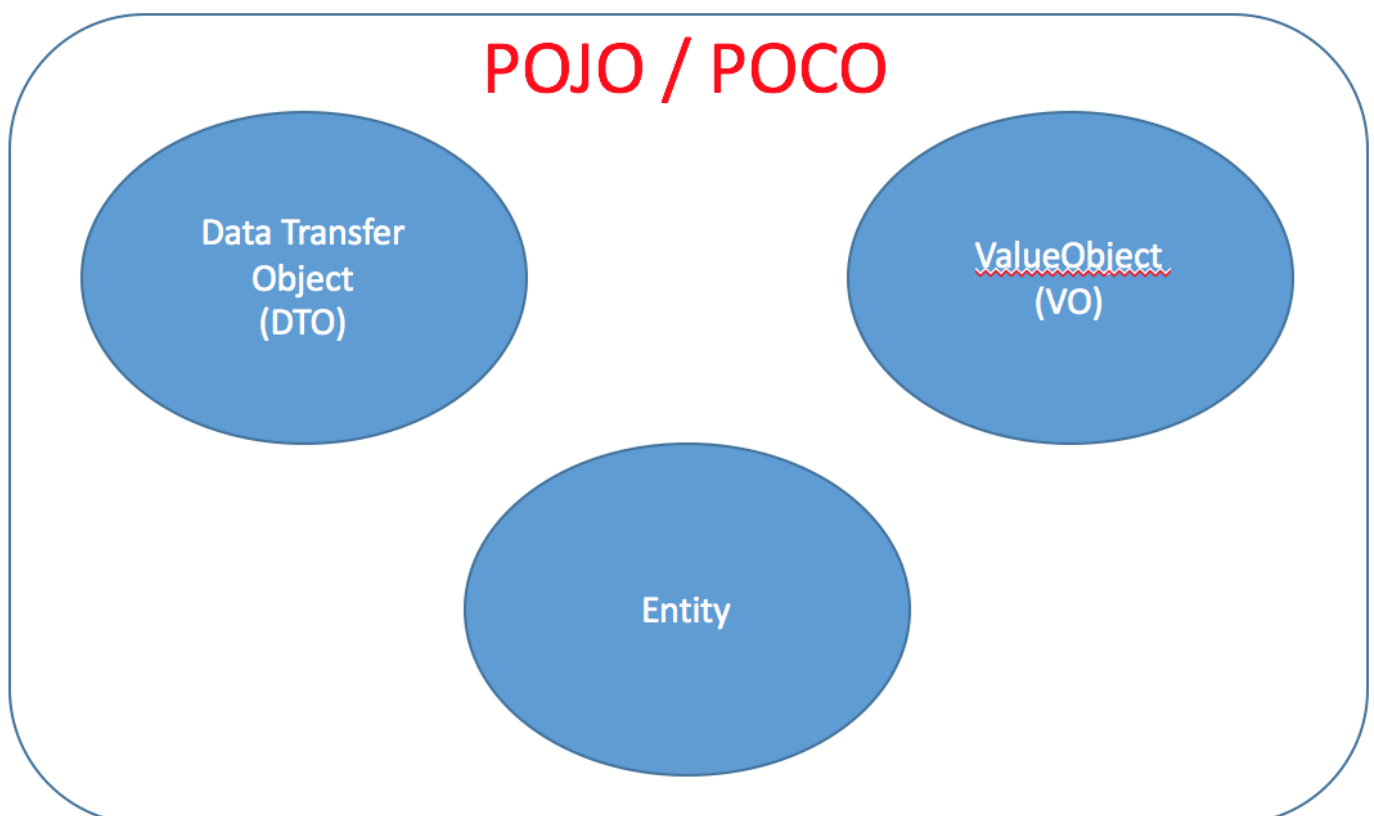 POJO / POCO
Data Transfer
Object
(DTO)
ValueObject
(VO)
Entity